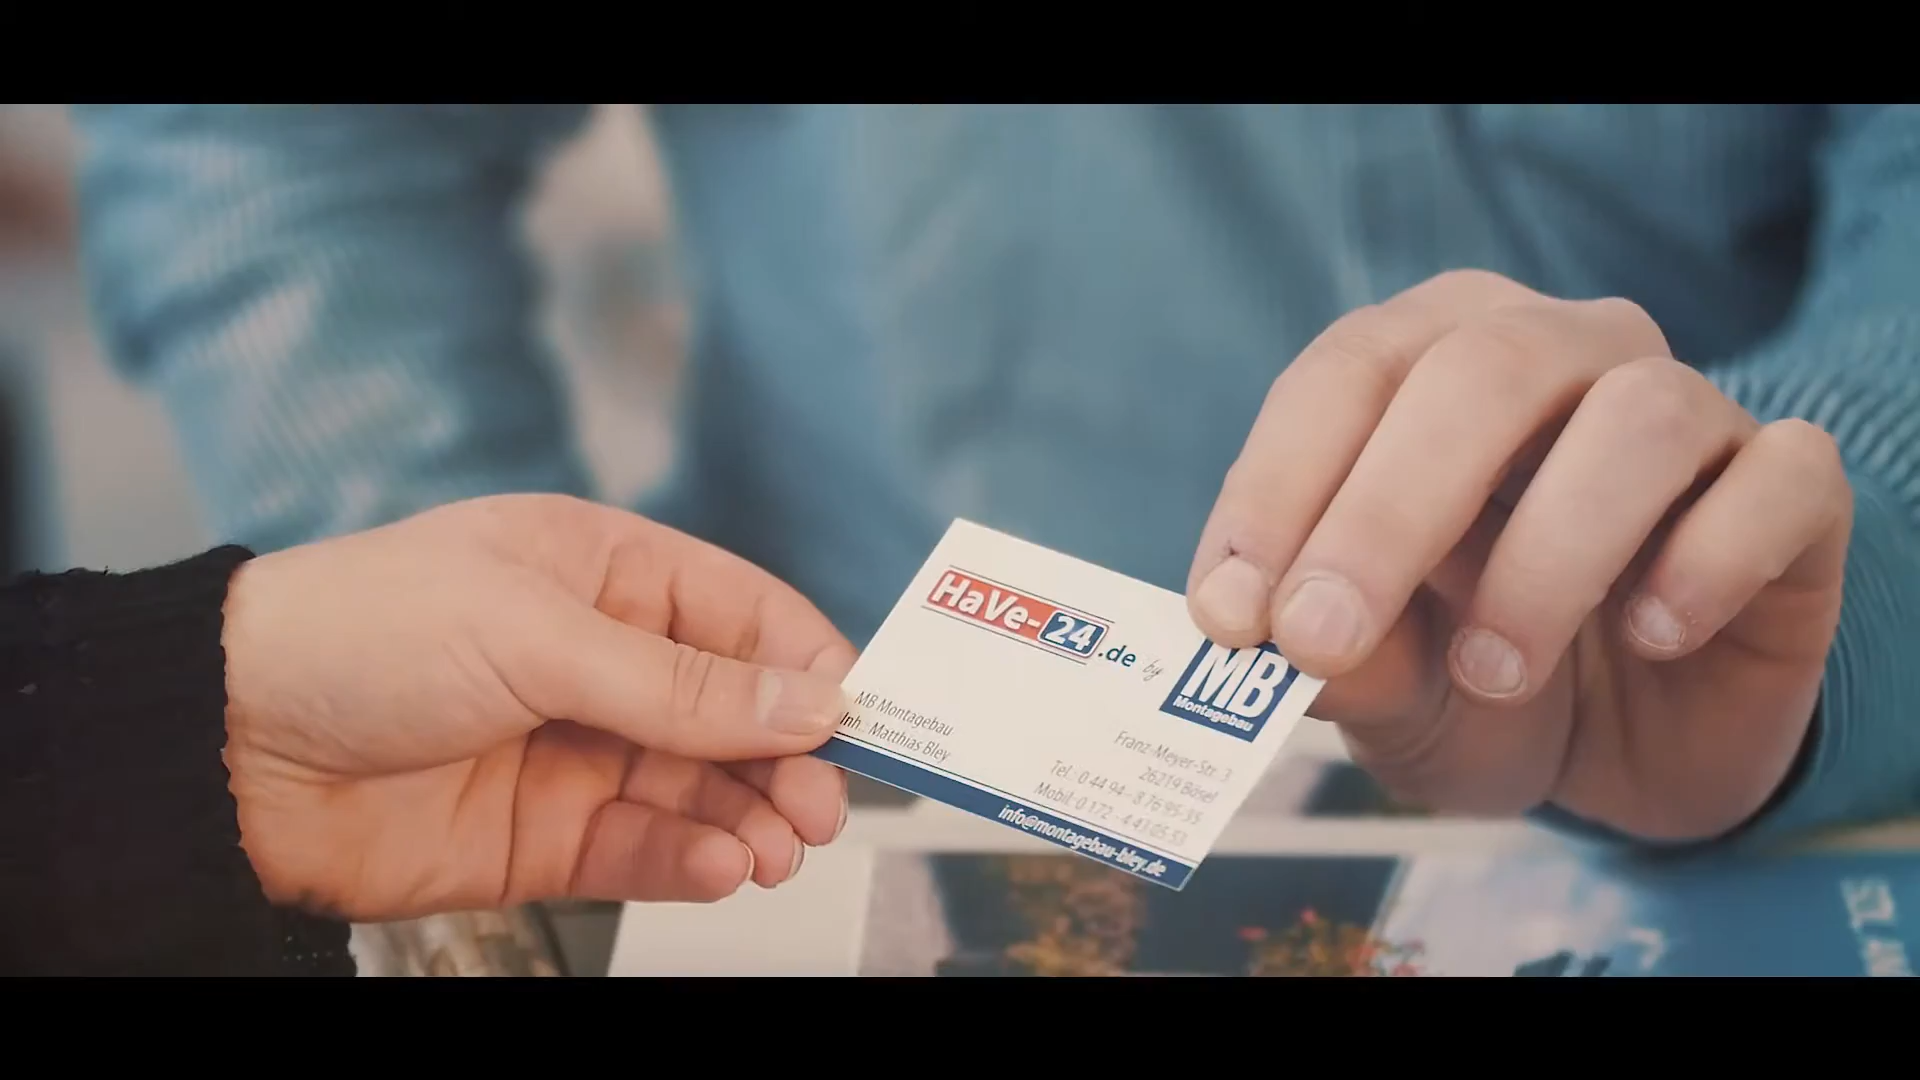 HaVe-24.de by MB Montagebau
MB Montagebau
Inh.: Matthias Bley
Franz-Meyer-Str. 3
26219 Bösel
Tel.: 0 44 94 - 8 76 95-35
Mobil: 0 172 - 4 41 05 53
info@montagebau-bley.de